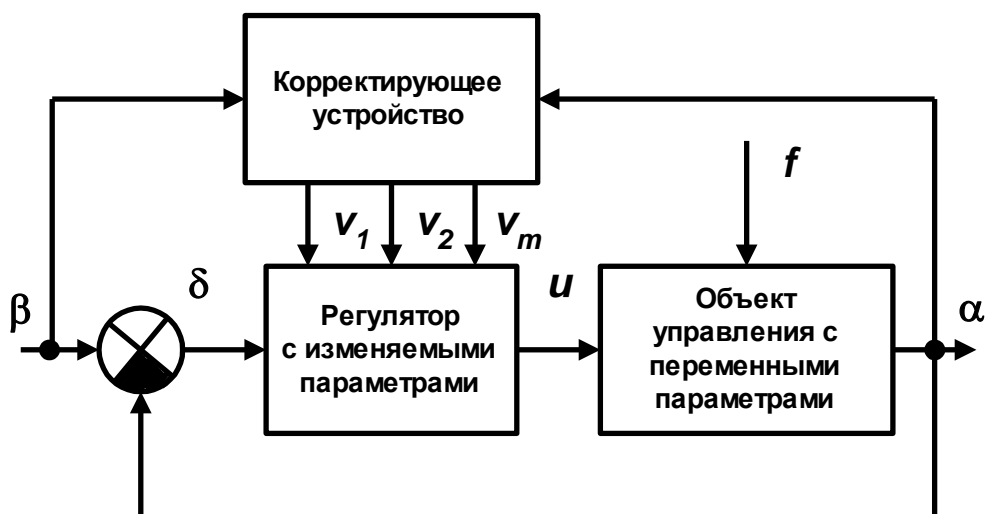 Корректирующее
устройство
f
v1 v2 vm
β
δ
Регулятор
с изменяемыми
параметрами
u
Объект
управления с
переменными
параметрами
α